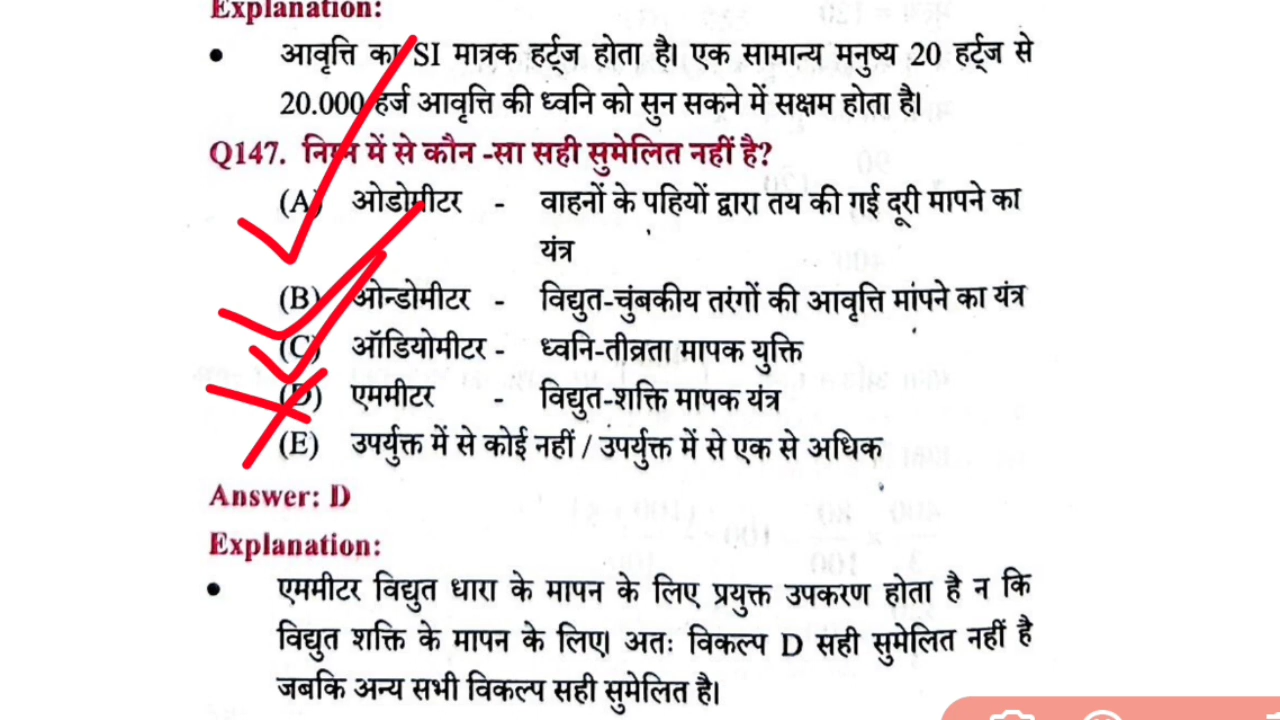 Explanation:
• आवृत्ति का SI मात्रक हर्ट्ज होता है। एक सामान्य मनुष्य 20 हर्ट्ज से
20.000 हर्ज आवृत्ति की ध्वनि को सुन सकने में सक्षम होता है।
Q147. निम्न में से कौन -सा सही सुमेलित नहीं है?
(A) ओडोमीटर - वाहनों के पहियों द्वारा तय की गई दूरी मापने का
यंत्र
(B) ओन्डोमीटर - विद्युत-चुंबकीय तरंगों की आवृत्ति मांपने का यंत्र
(C) ऑडियोमीटर - ध्वनि-तीव्रता मापक युक्ति
(D) एममीटर - विद्युत-शक्ति मापक यंत्र
(E) उपर्युक्त में से कोई नहीं / उपर्युक्त में से एक से अधिक
Answer: D
Explanation:
• एममीटर विद्युत धारा के मापन के लिए प्रयुक्त उपकरण होता है न कि
विद्युत शक्ति के मापन के लिए। अतः विकल्प D सही सुमेलित नहीं है
जबकि अन्य सभी विकल्प सही सुमेलित है।